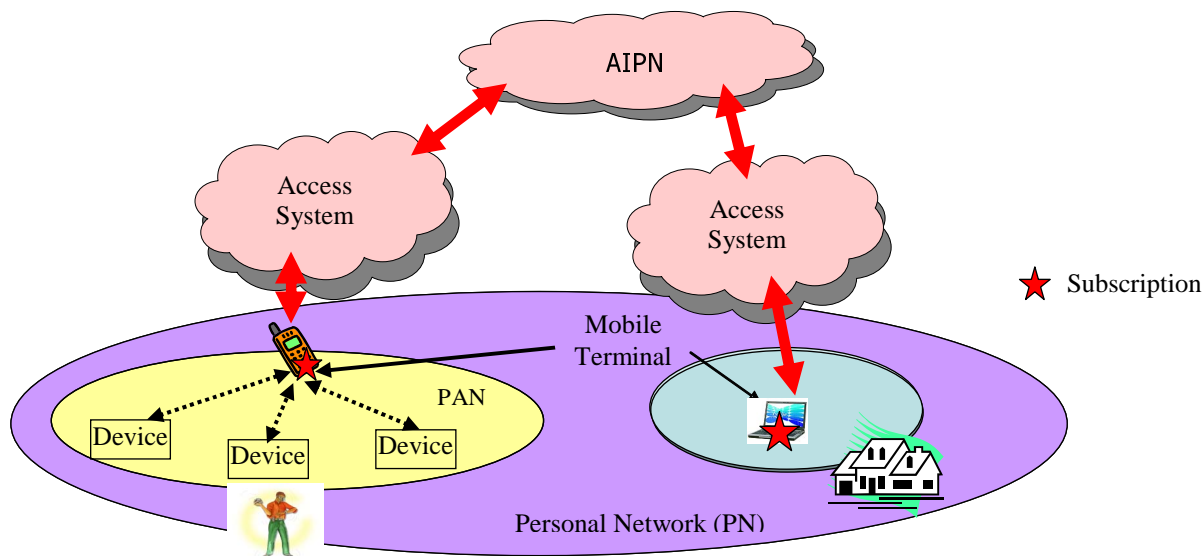 AIPN
Access
System
Access
System
Subscription
Mobile
Terminal
PAN
Device
Device
Device
Personal Network (PN)